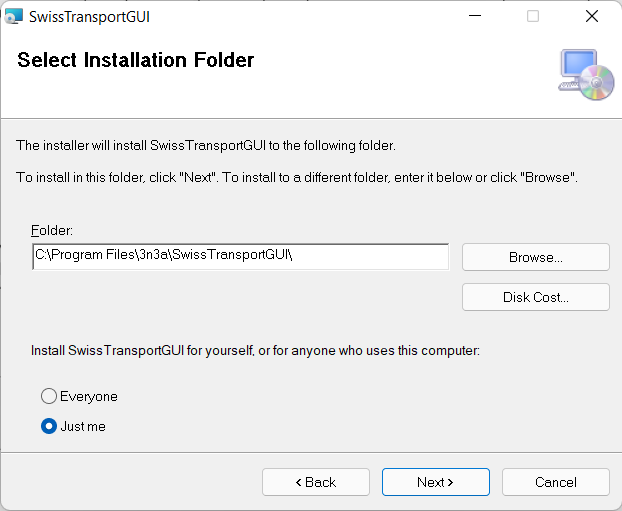 SwissTransportGUI
Select Installation Folder
The installer will install SwissTransportGUI to the following folder.
To install in this folder, click "Next". To install to a different folder, enter it below or click "Browse".
Folder:
C:\Program Files\3n3a\SwissTransportGUI\
Browse...
Disk Cost...
Install SwissTransportGUI for yourself, or for anyone who uses this computer:
Everyone
Just me
< Back
Next >
Cancel